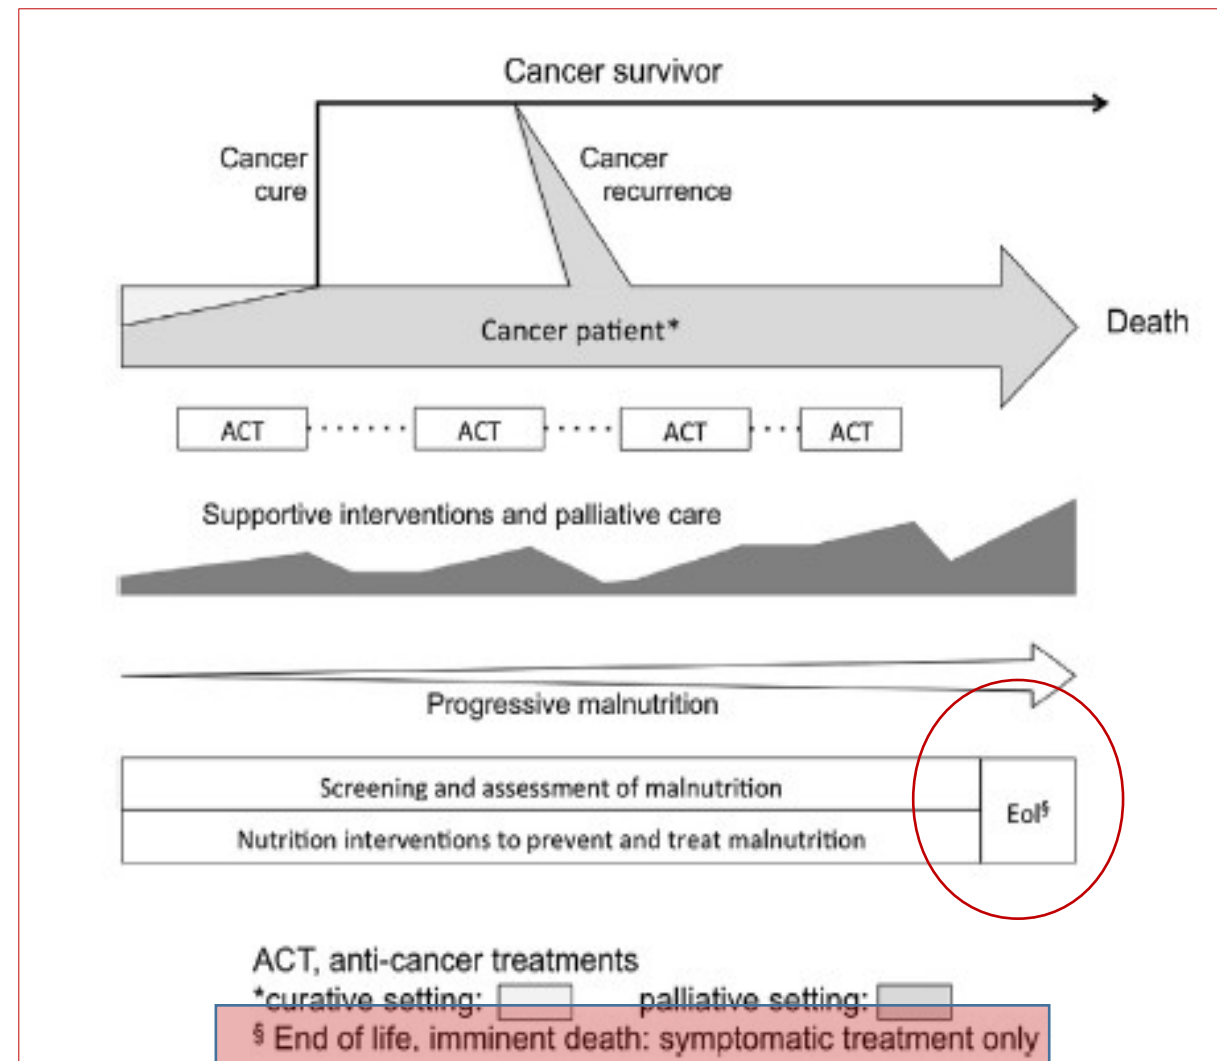 Cancer survivor
Cancer
cure
Cancer
recurrence
Cancer patient*
Death
ACT
ACT
ACT
ACT
Supportive interventions and palliative care
Progressive malnutrition
Screening and assessment of malnutrition
Nutrition interventions to prevent and treat malnutrition
Eol§
ACT, anti-cancer treatments
*curative setting: palliative setting:
§ End of life, imminent death: symptomatic treatment only